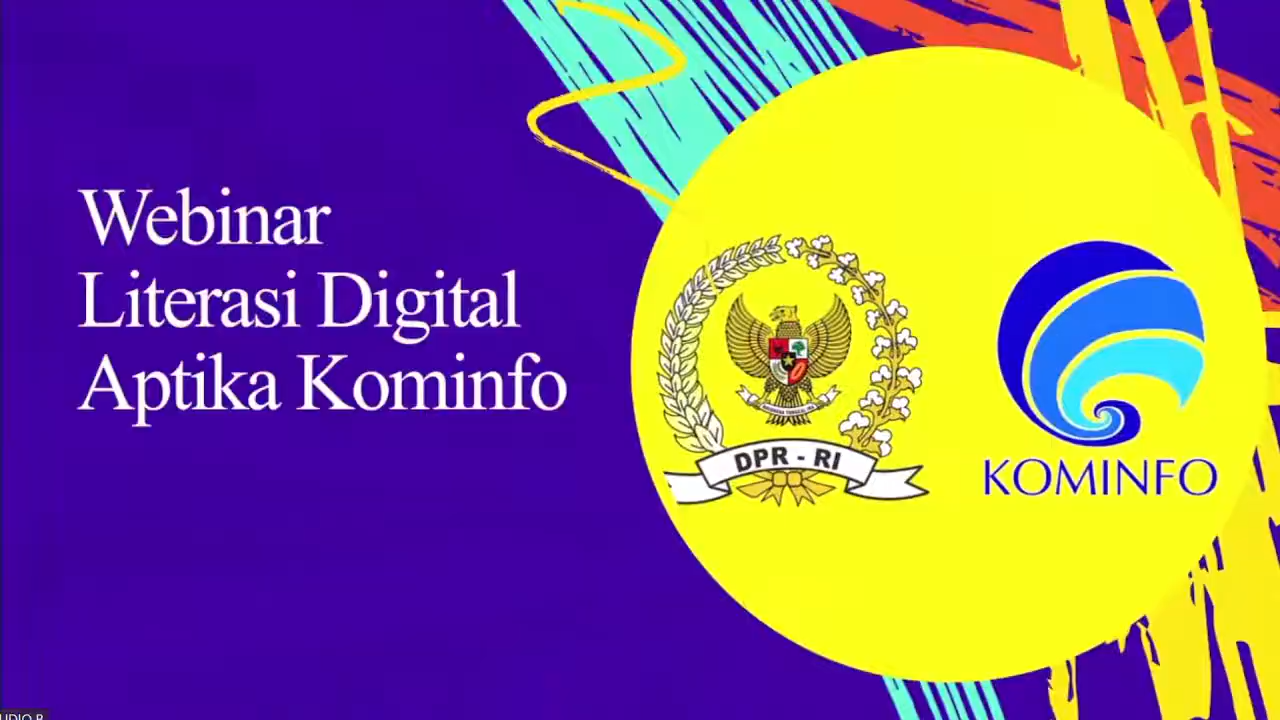 Webinar
Literasi Digital
Aptika Kominfo
DPR - RI
KOMINFO